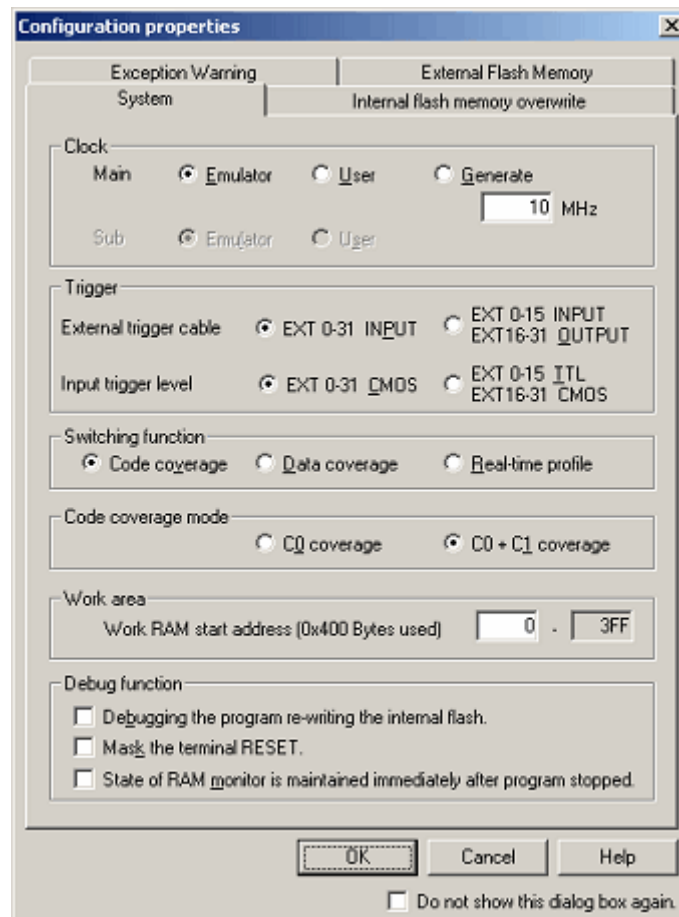 Configuration properties
Exception Warning External Flash Memory
System Internal flash memory overwrite
Clock
Main Emulator User Generate
10 MHz
Sub Emulator User
Trigger
External trigger cable EXT 0-31 INPUT EXT 0-15 INPUT
EXT16-31 OUTPUT
Input trigger level EXT 0-31 CMOS EXT 0-15 TTL
EXT16-31 CMOS
Switching function
Code coverage Data coverage Real-time profile
Code coverage mode
C0 coverage C0 + C1 coverage
Work area
Work RAM start address (0x400 Bytes used) 0 - 3FF
Debug function
Debugging the program re-writing the internal flash.
Mask the terminal RESET.
State of RAM monitor is maintained immediately after program stopped.
OK Cancel Help
Do not show this dialog box again.